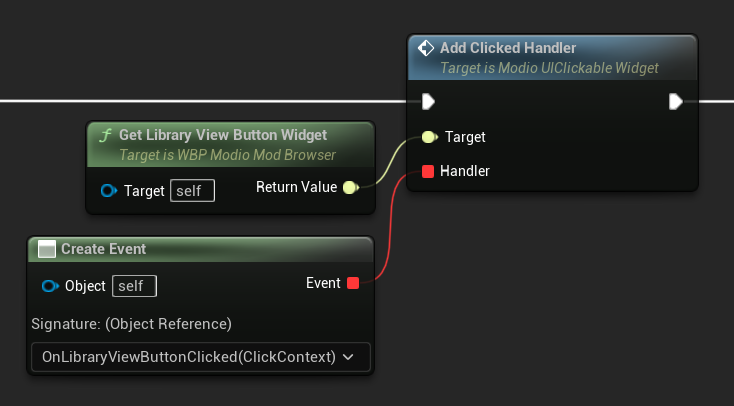 Add Clicked Handler
Target is Modio UIClickable Widget
Get Library View Button Widget
Target is WBP Modio Mod Browser
Target
Target self
Return Value
Handler
Create Event
Object self
Event
Signature: (Object Reference)
OnLibraryViewButtonClicked(ClickContext)